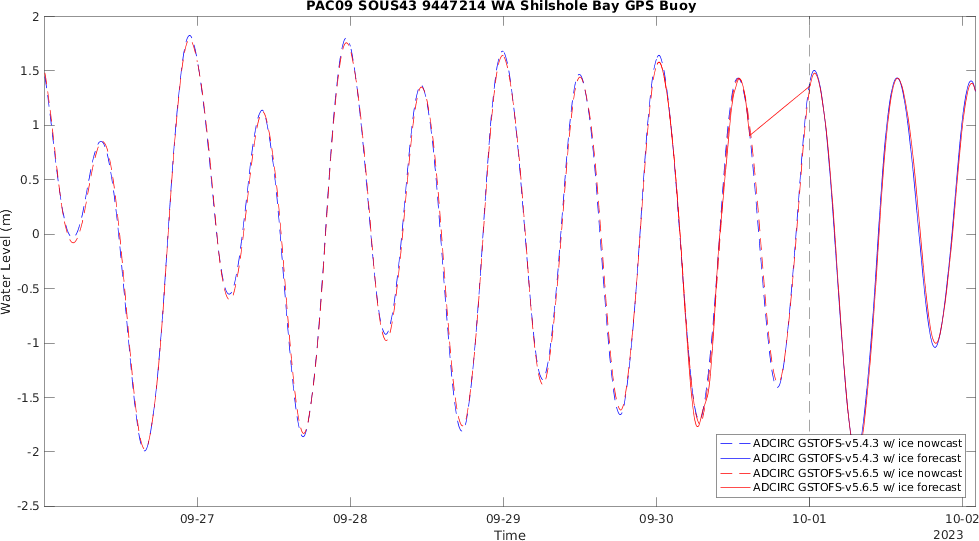 PAC09 SOUS43 9447214 WA Shilshole Bay GPS Buoy
2
1.5
1
0.5
0
-0.5
-1
-1.5
-2
-2.5
Water Level (m)
ADCIRC GSTOFS-v5.4.3 w/ ice nowcast
ADCIRC GSTOFS-v5.4.3 w/ ice forecast
ADCIRC GSTOFS-v5.6.5 w/ ice nowcast
ADCIRC GSTOFS-v5.6.5 w/ ice forecast
09-27 09-28 09-29 09-30 10-01 10-02
Time
2023